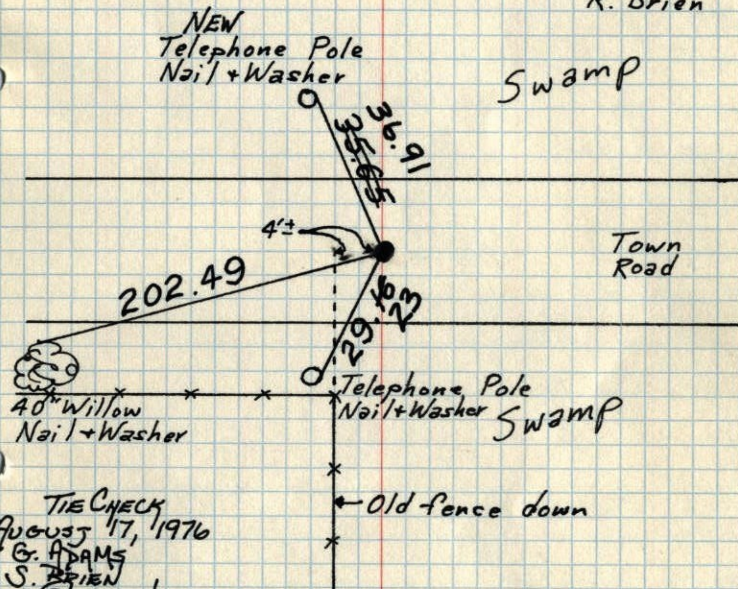 R. Brien
NEW
Telephone Pole
Nail + Washer
Swamp
36.91
35.65
4'±
Town
Road
202.49
29.16
23
Telephone Pole
Nail + Washer
Swamp
40" Willow
Nail + Washer
Old fence down
TIE CHECK
AUGUST 17, 1976
G. ADAMS
S. BRIEN